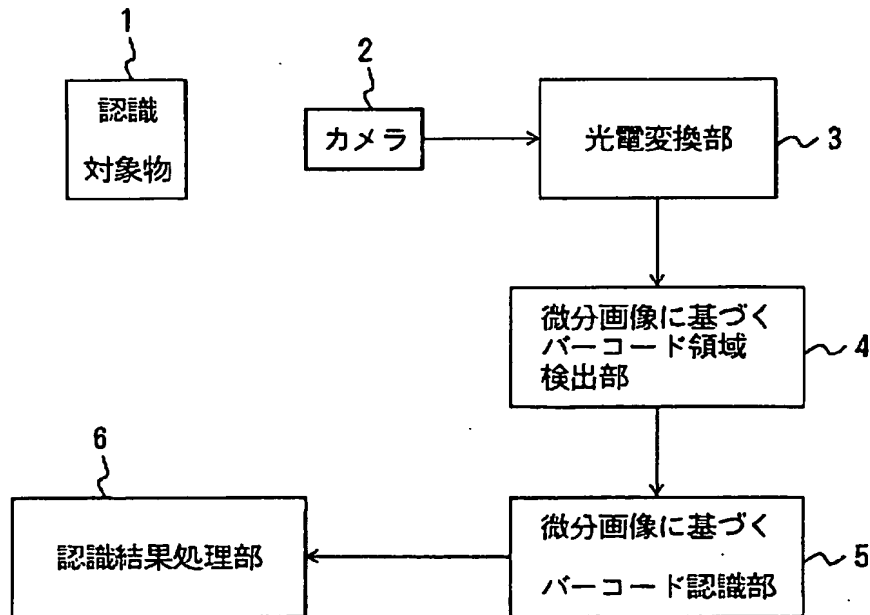 1
認識
対象物
2
カメラ
光電変換部
3
微分画像に基づく
バーコード領域
検出部
4
微分画像に基づく
バーコード認識部
5
6
認識結果処理部